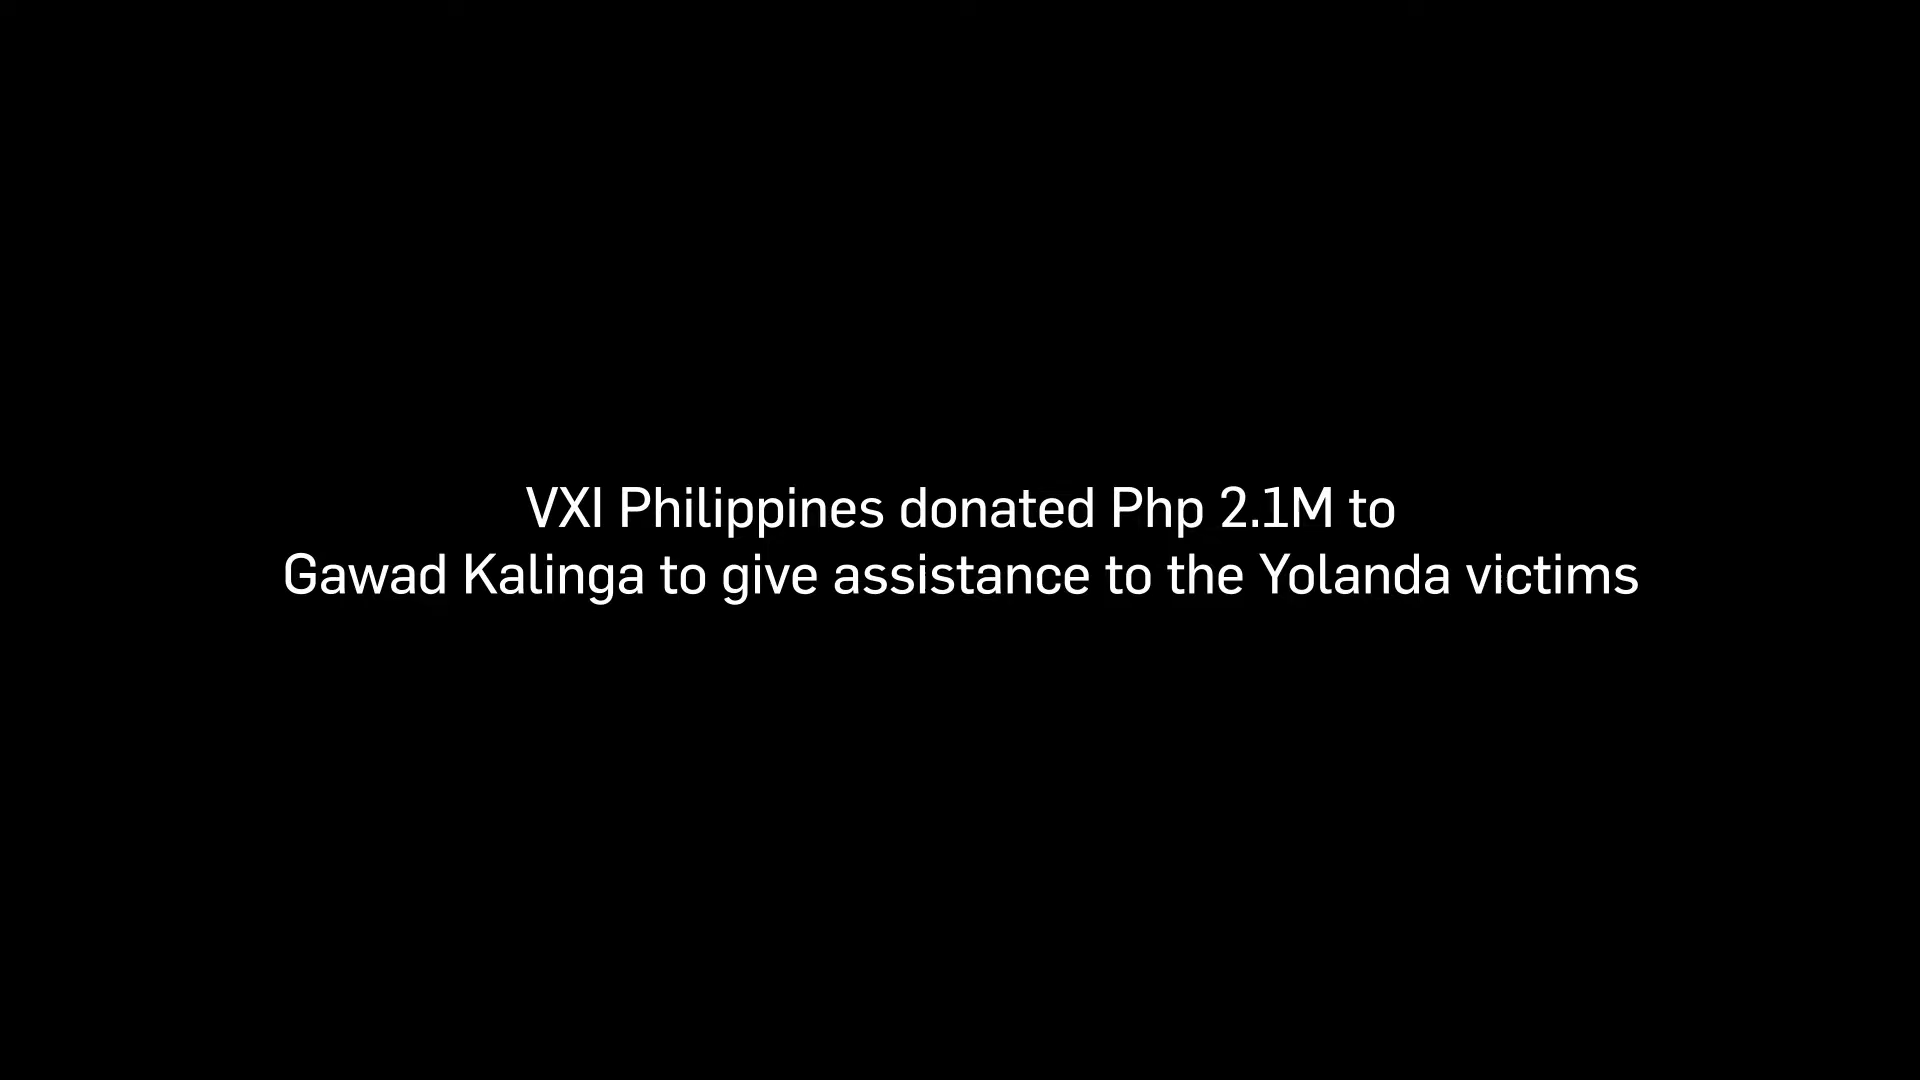 VXI Philippines donated Php 2.1M to
Gawad Kalinga to give assistance to the Yolanda victims